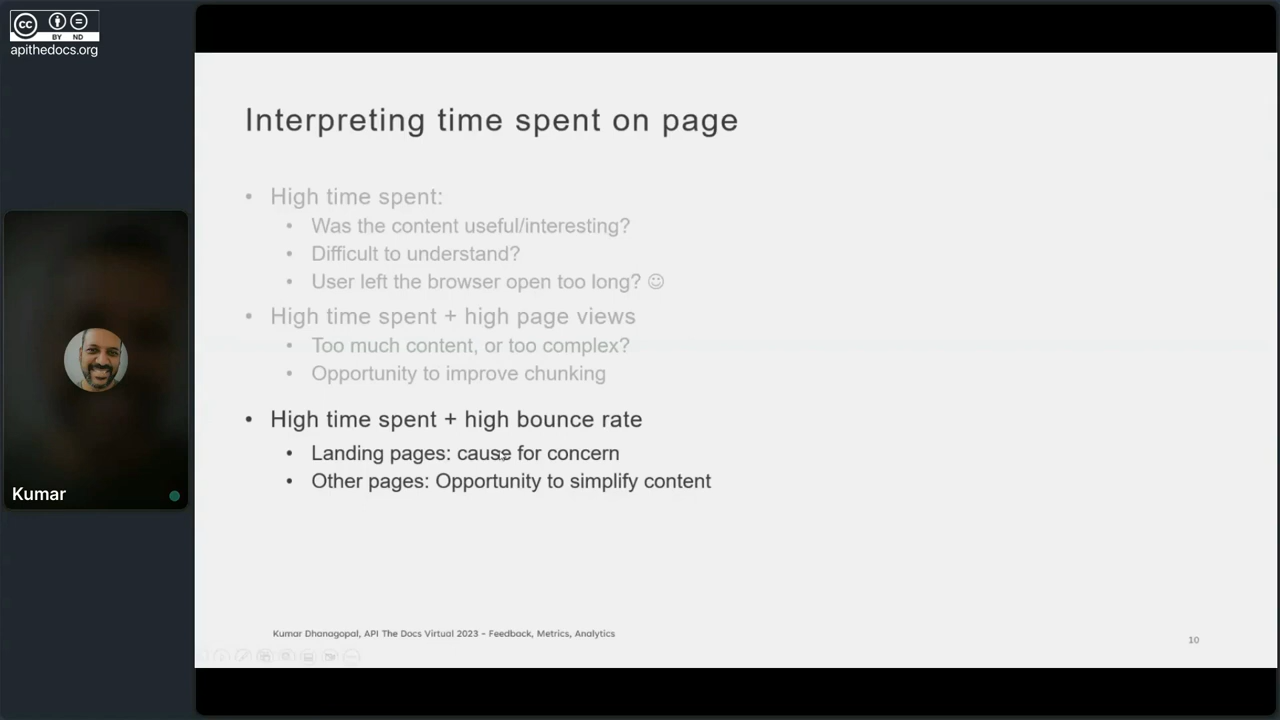 cc
BY ND
apithedocs.org
Interpreting time spent on page
• High time spent:
• Was the content useful/interesting?
• Difficult to understand?
• User left the browser open too long? ☺
• High time spent + high page views
• Too much content, or too complex?
• Opportunity to improve chunking
• High time spent + high bounce rate
• Landing pages: cause for concern
• Other pages: Opportunity to simplify content
Kumar
Kumar Dhanagopal, API The Docs Virtual 2023 – Feedback, Metrics, Analytics
10